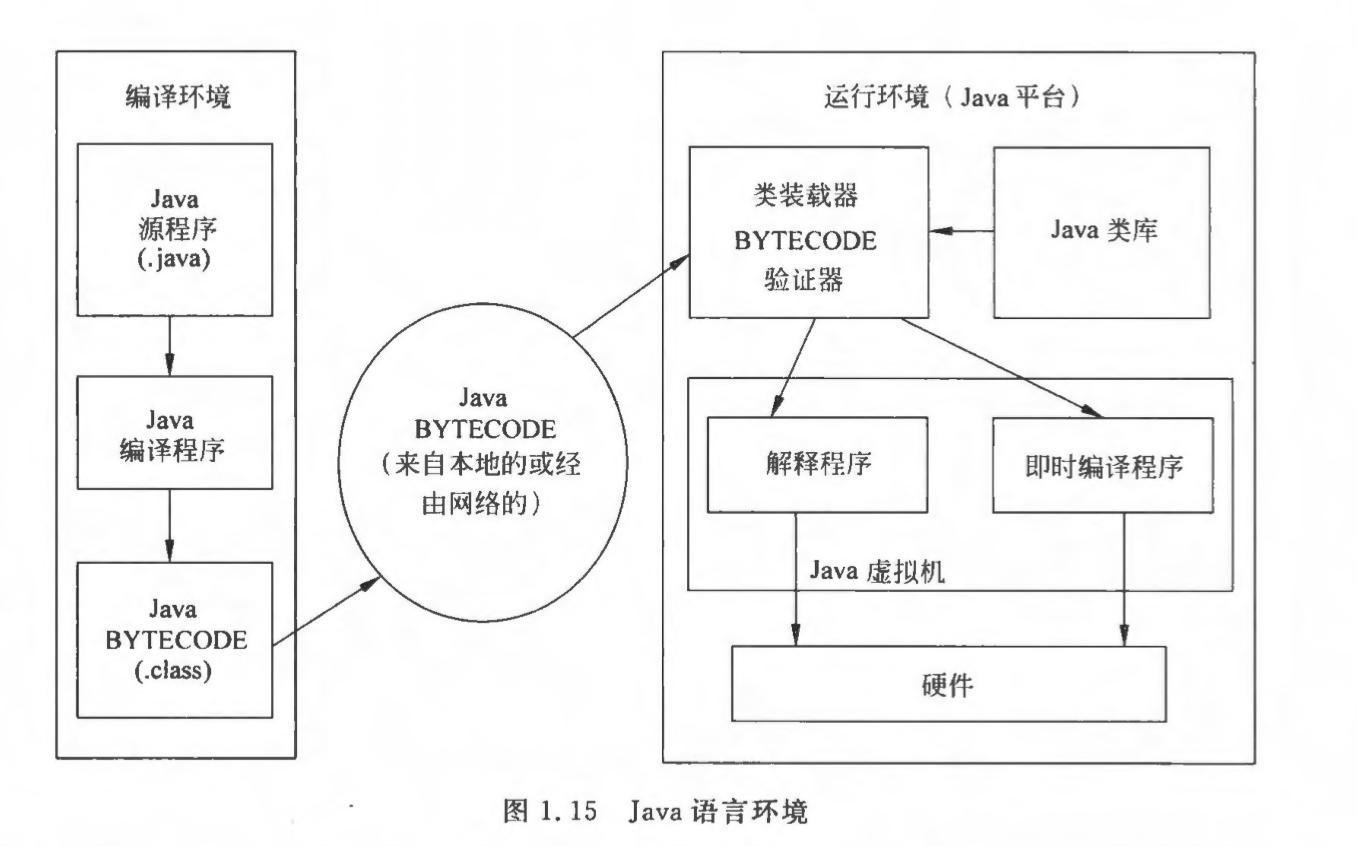 编译环境
Java
源程序
(.java)
Java
编译程序
Java
BYTECODE
(.class)
Java
BYTECODE
(来自本地的或经
由网络的)
运行环境（Java 平台）
类装载器
BYTECODE
验证器
Java 类库
解释程序
即时编译程序
Java 虚拟机
硬件
图 1.15 Java 语言环境